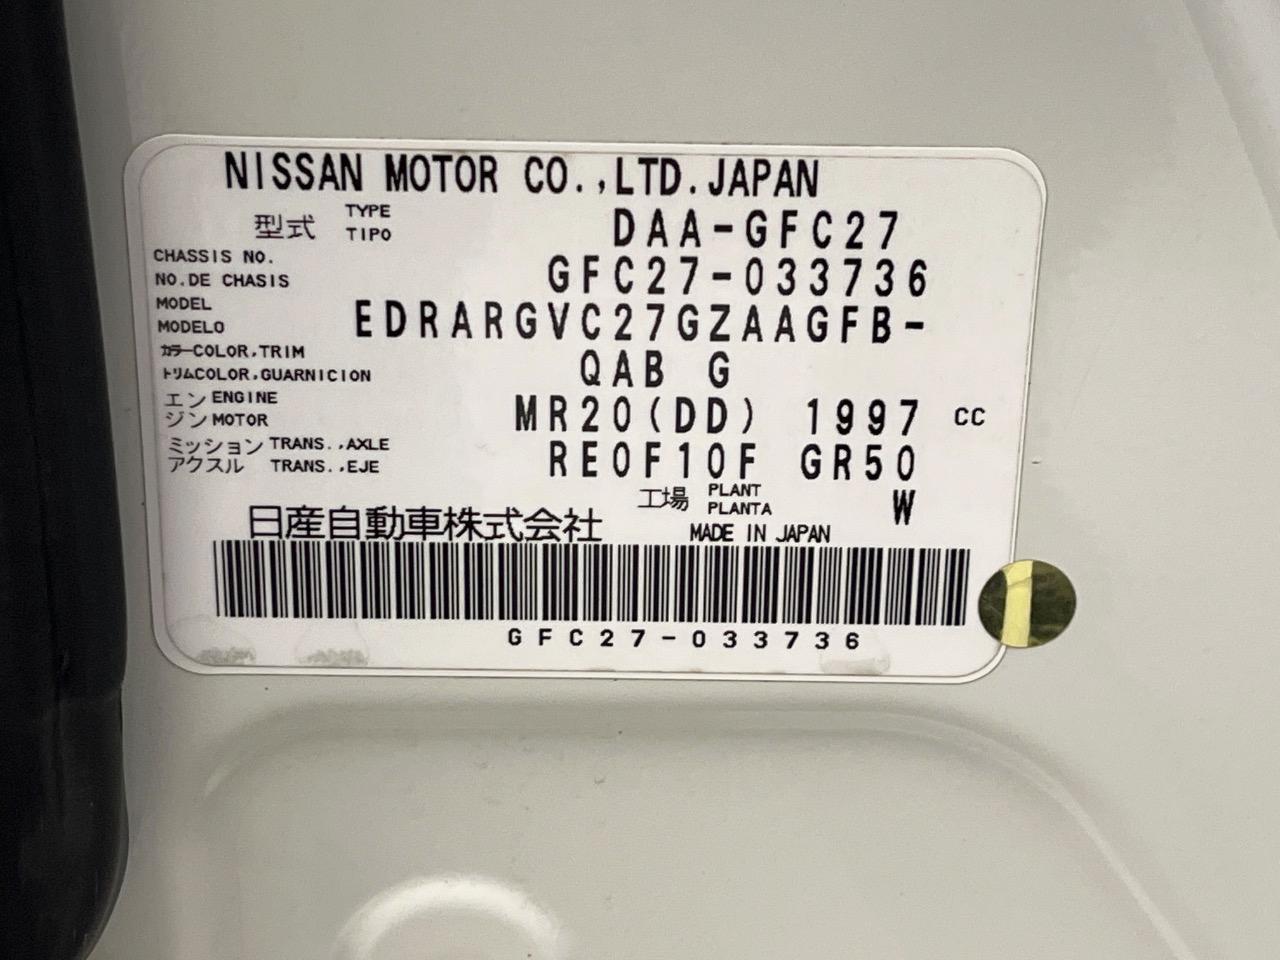 NISSAN MOTOR CO.,LTD.JAPAN
型式 TYPE TIPO DAA-GFC27
CHASSIS NO.
NO.DE CHASIS GFC27-033736
MODEL
MODELO EDRARGVC27GZAAGFB-
カラーCOLOR,TRIM
トリムCOLOR,GUARNICION QAB G
エンジン ENGINE MOTOR MR20(DD) 1997 CC
ミッション TRANS.,AXLE
アクスル TRANS.,EJE RE0F10F GR50
工場 PLANT PLANTA W
日産自動車株式会社 MADE IN JAPAN
GFC27-033736